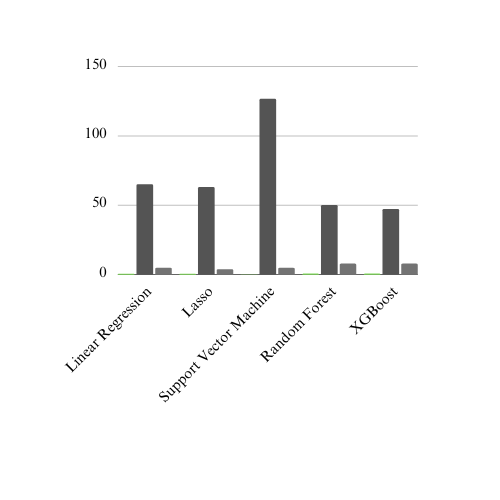 150
100
50
0
Linear Regression
Lasso
Support Vector Machine
Random Forest
XGBoost